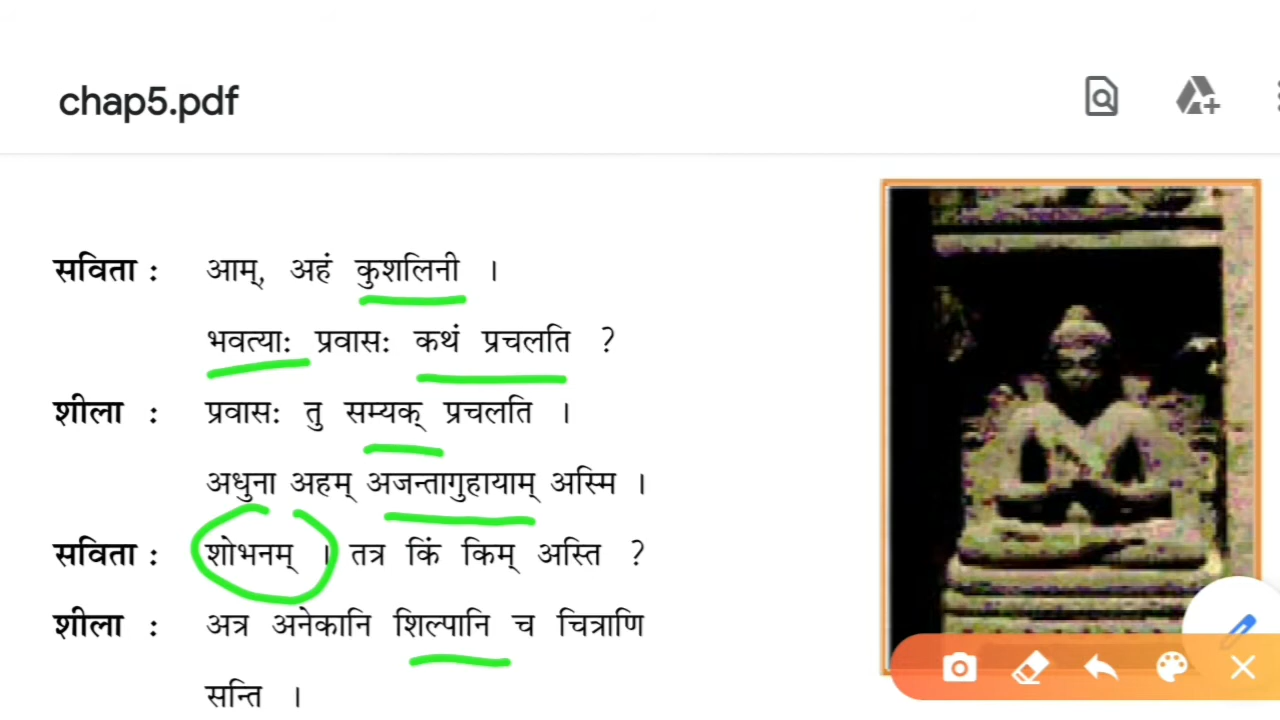 chap5.pdf
सविता : आम्, अहं कुशलिनी ।
भवत्याः प्रवासः कथं प्रचलति ?
शीला : प्रवासः तु सम्यक् प्रचलति ।
अधुना अहम् अजन्तागुहायाम् अस्मि ।
सविता : शोभनम् । तत्र किं किम् अस्ति ?
शीला : अत्र अनेकानि शिल्पानि च चित्राणि
सन्ति ।